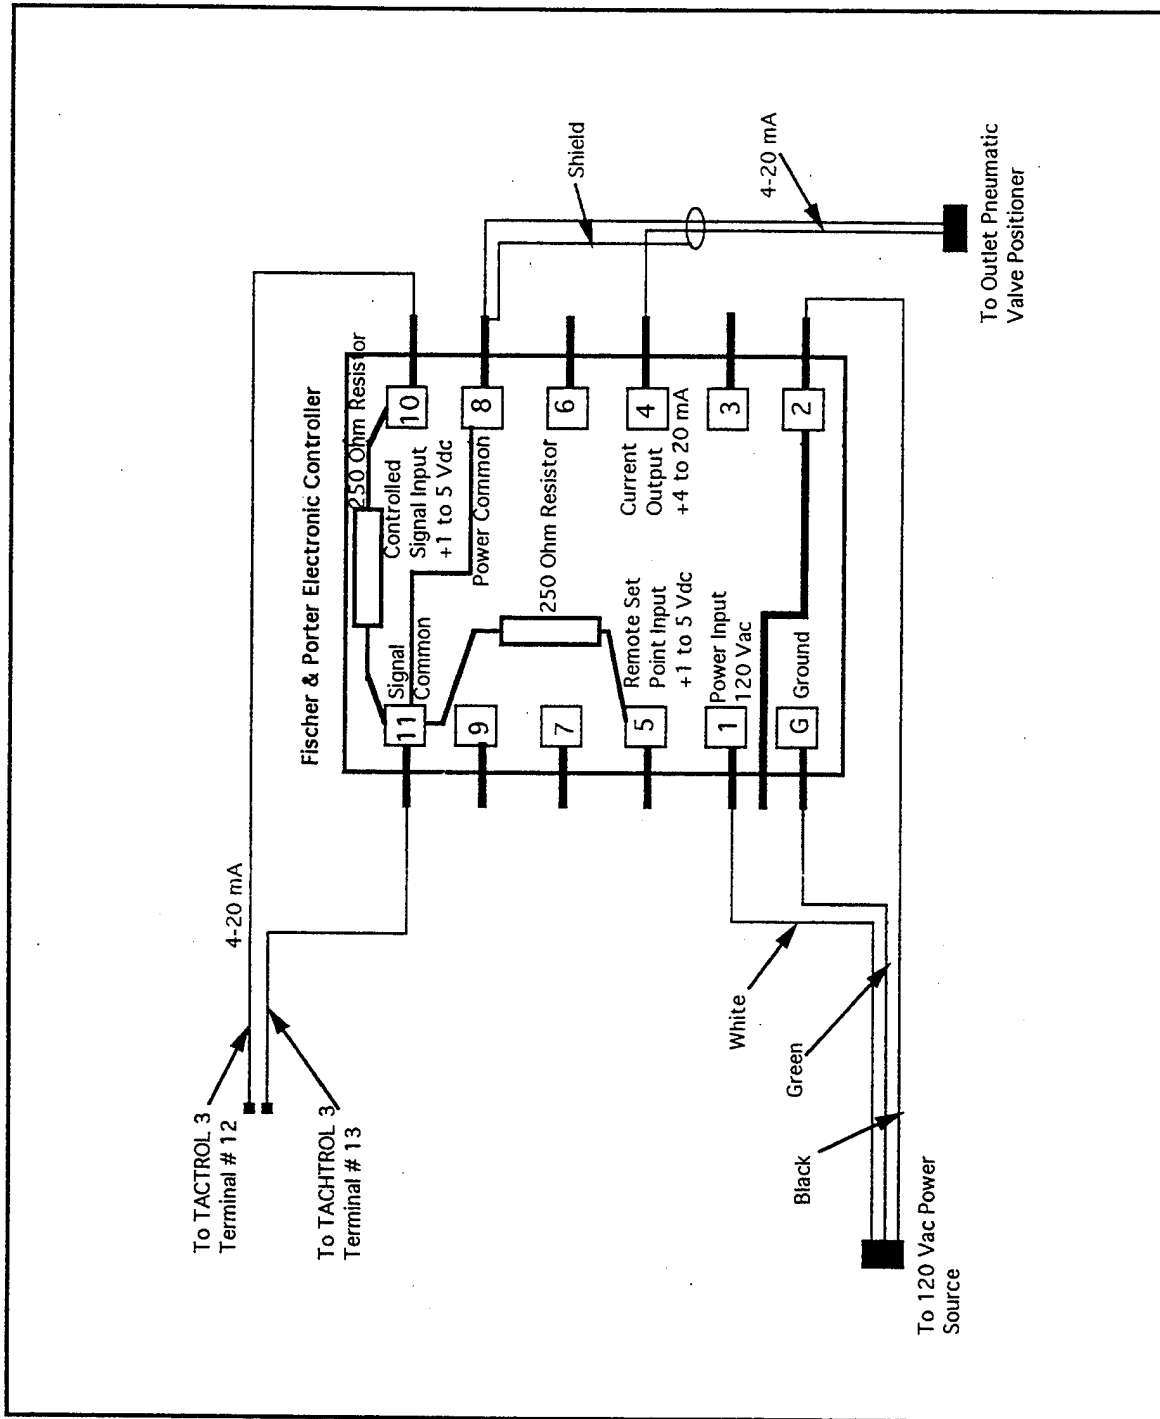 To TACTROL 3
Terminal # 12
To TACHTROL 3
Terminal # 13
4-20 mA
Fischer & Porter Electronic Controller
250 Ohm Resistor
11
Signal
Common
Controlled
Signal Input
+1 to 5 Vdc
10
9
Power Common
8
7
250 Ohm Resistor
6
5
Remote Set
Point Input
+1 to 5 Vdc
Current
Output
+4 to 20 mA
4
1
Power Input
120 Vac
3
G
Ground
2
Shield
4-20 mA
To Outlet Pneumatic
Valve Positioner
White
Green
Black
To 120 Vac Power
Source